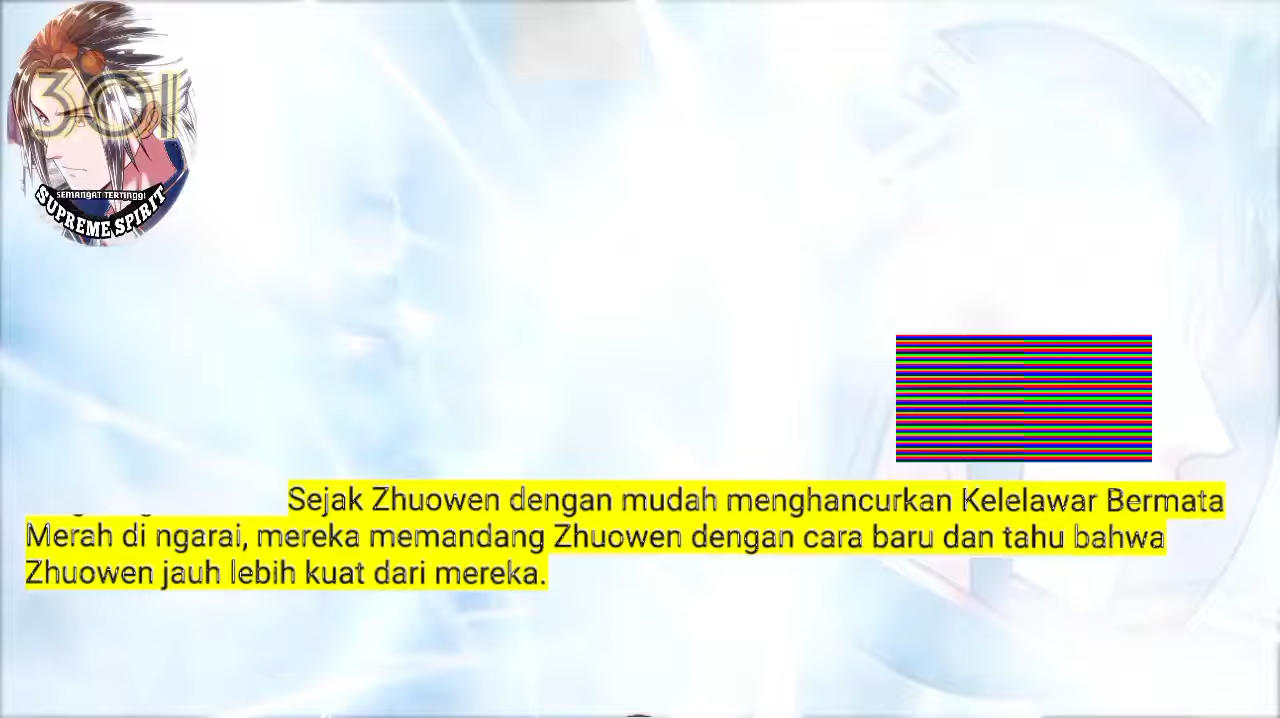 301
SEMANGAT TERTINGGI
SUPREME SPIRIT
Sejak Zhuowen dengan mudah menghancurkan Kelelawar Bermata
Merah di ngarai, mereka memandang Zhuowen dengan cara baru dan tahu bahwa
Zhuowen jauh lebih kuat dari mereka.